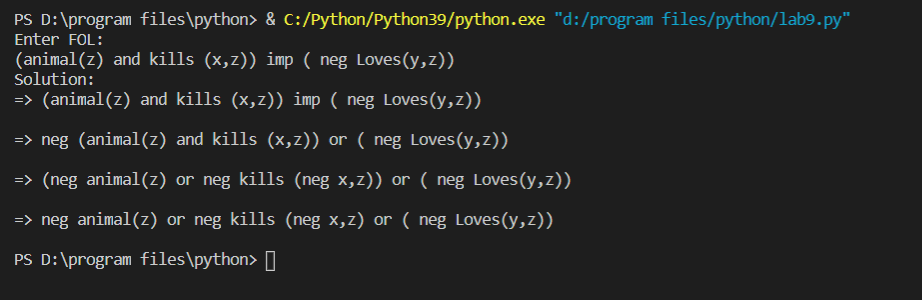 PS D:\program files\python> & C:/Python/Python39/python.exe "d:/program files/python/lab9.py"
Enter FOL:
(animal(z) and kills (x,z)) imp ( neg Loves(y,z))
Solution:
=> (animal(z) and kills (x,z)) imp ( neg Loves(y,z))
=> neg (animal(z) and kills (x,z)) or ( neg Loves(y,z))
=> (neg animal(z) or neg kills (neg x,z)) or ( neg Loves(y,z))
=> neg animal(z) or neg kills (neg x,z) or ( neg Loves(y,z))
PS D:\program files\python>